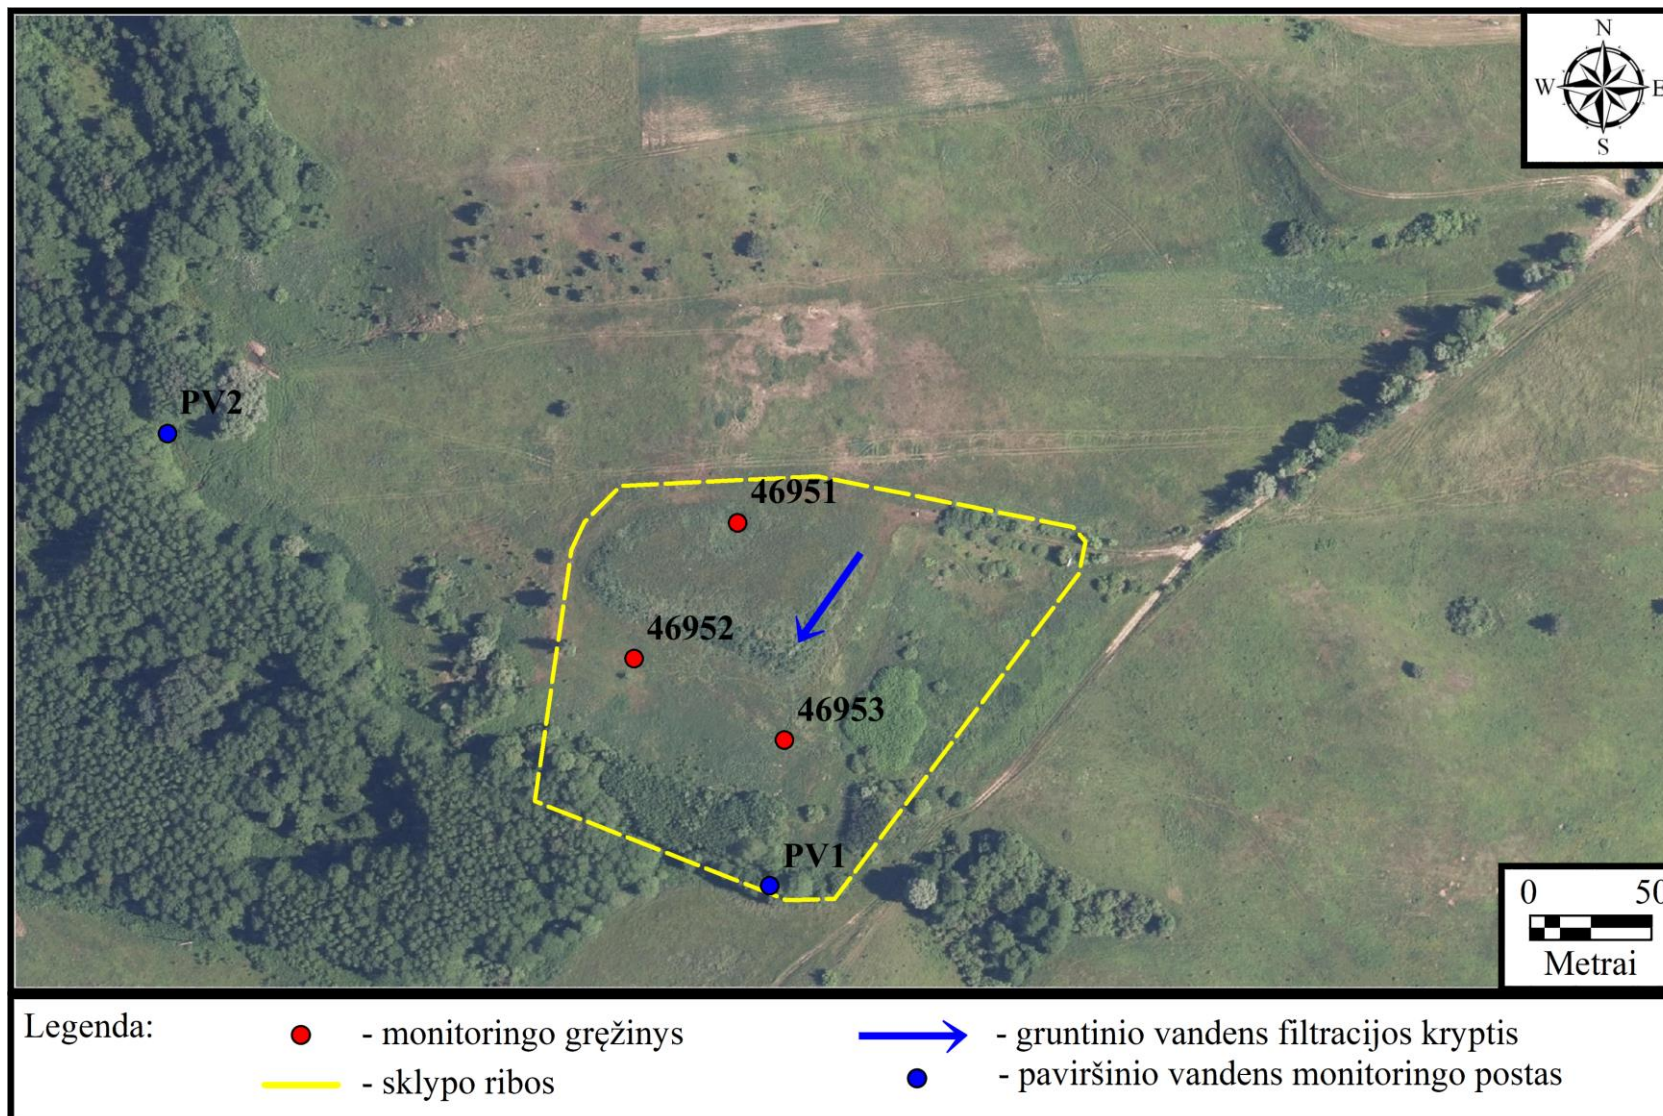 N
W E
S
PV2
46951
46952
46953
PV1
0 50
Metrai
Legenda:
- monitoringo gręžinys
- gruntinio vandens filtracijos kryptis
- sklypo ribos
- paviršinio vandens monitoringo postas